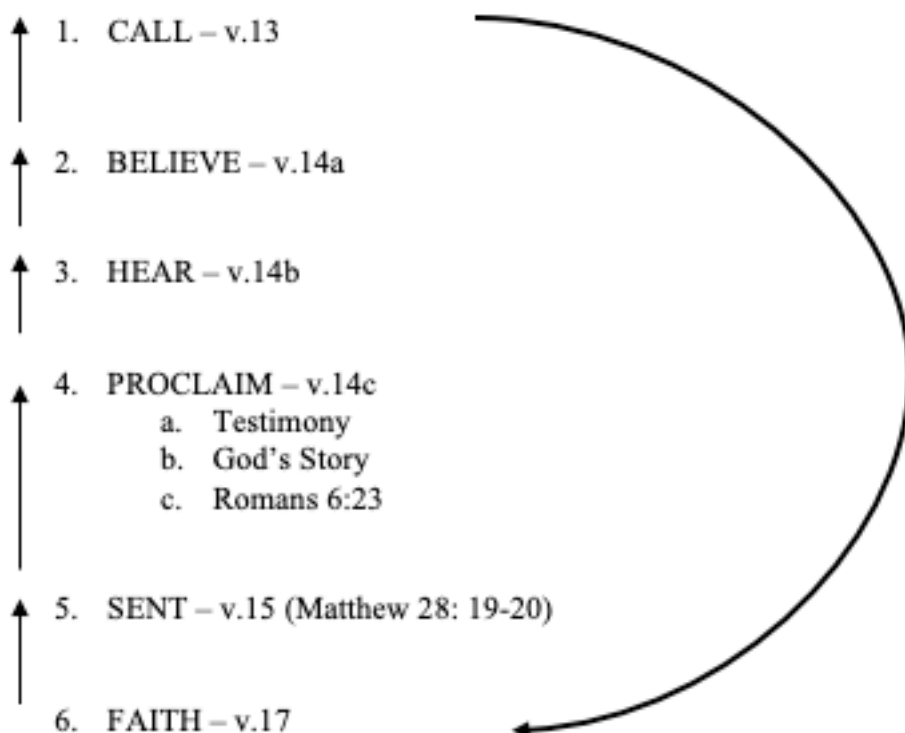 1. CALL – v.13
2. BELIEVE – v.14a
3. HEAR – v.14b
4. PROCLAIM – v.14c
a. Testimony
b. God’s Story
c. Romans 6:23
5. SENT – v.15 (Matthew 28: 19-20)
6. FAITH – v.17